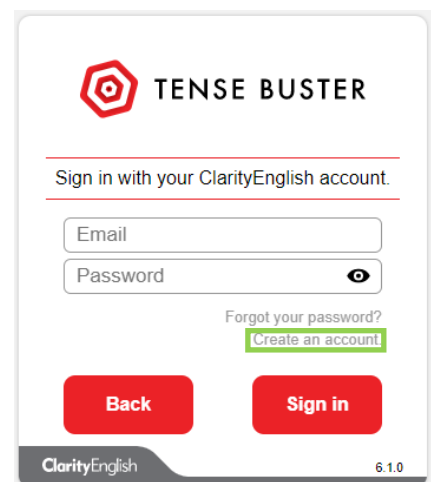 TENSE BUSTER
Sign in with your ClarityEnglish account.
Email
Password
Forgot your password?
Create an account.
Back
Sign in
ClarityEnglish
6.1.0